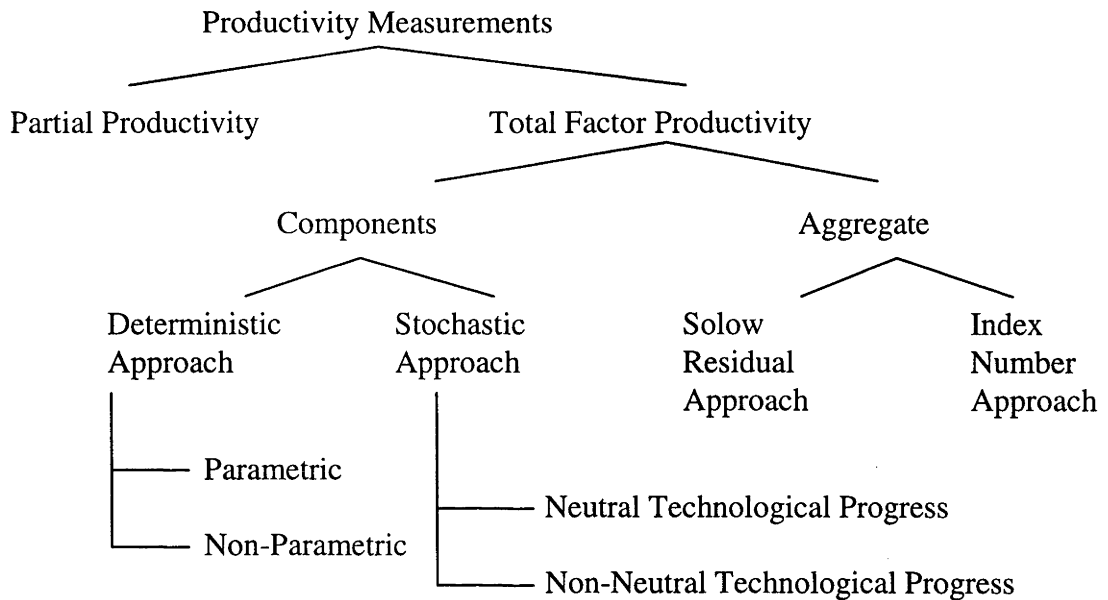 Productivity Measurements
Partial Productivity
Total Factor Productivity
Components
Aggregate
Deterministic
Approach
Stochastic
Approach
Solow
Residual
Approach
Index
Number
Approach
Parametric
Non-Parametric
Neutral Technological Progress
Non-Neutral Technological Progress